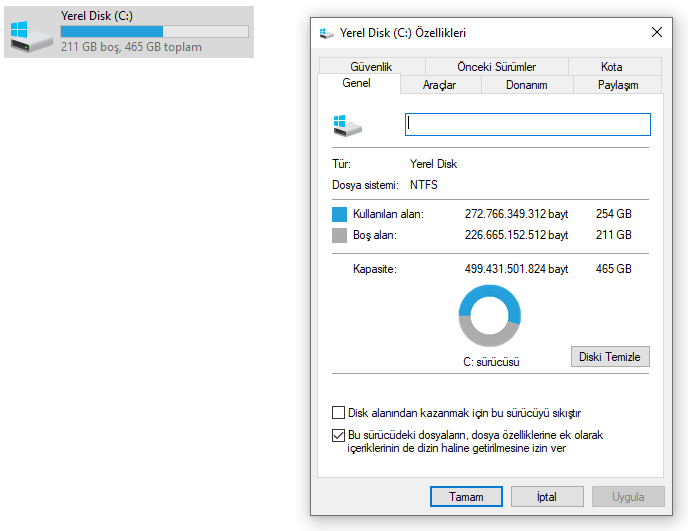 Yerel Disk (C:)
211 GB boş, 465 GB toplam
Yerel Disk (C:) Özellikleri
Güvenlik Önceki Sürümler Kota
Genel Araçlar Donanım Paylaşım
Tür: Yerel Disk
Dosya sistemi: NTFS
Kullanılan alan: 272.766.349.312 bayt 254 GB
Boş alan: 226.665.152.512 bayt 211 GB
Kapasite: 499.431.501.824 bayt 465 GB
C: sürücüsü
Diski Temizle
Disk alanından kazanmak için bu sürücüyü sıkıştır
Bu sürücüdeki dosyaların, dosya özelliklerine ek olarak
içeriklerinin de dizin haline getirilmesine izin ver
Tamam İptal Uygula